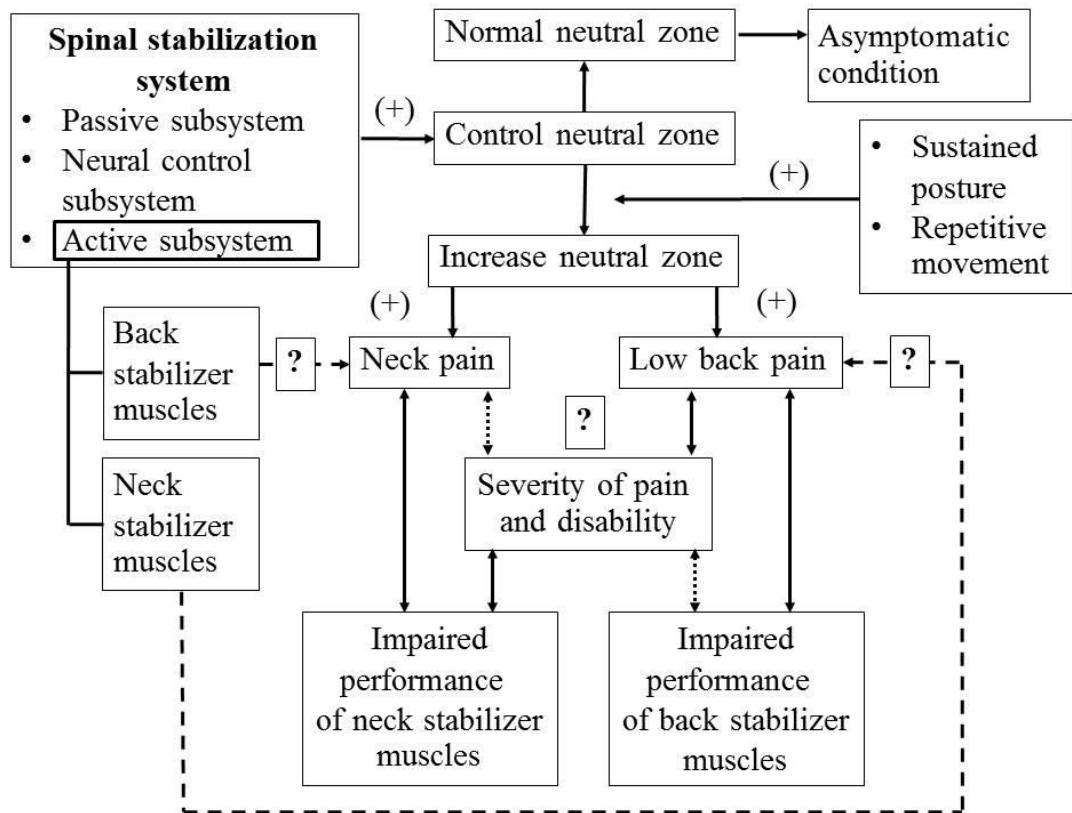 Spinal stabilization
system
• Passive subsystem
• Neural control
subsystem
• Active subsystem
(+)
Normal neutral zone
Asymptomatic
condition
Control neutral zone
(+)
• Sustained
posture
• Repetitive
movement
Increase neutral zone
(+)
(+)
Back
stabilizer
muscles
?
Neck pain
Low back pain
?
?
Neck
stabilizer
muscles
Severity of pain
and disability
Impaired
performance
of neck stabilizer
muscles
Impaired
performance
of back stabilizer
muscles